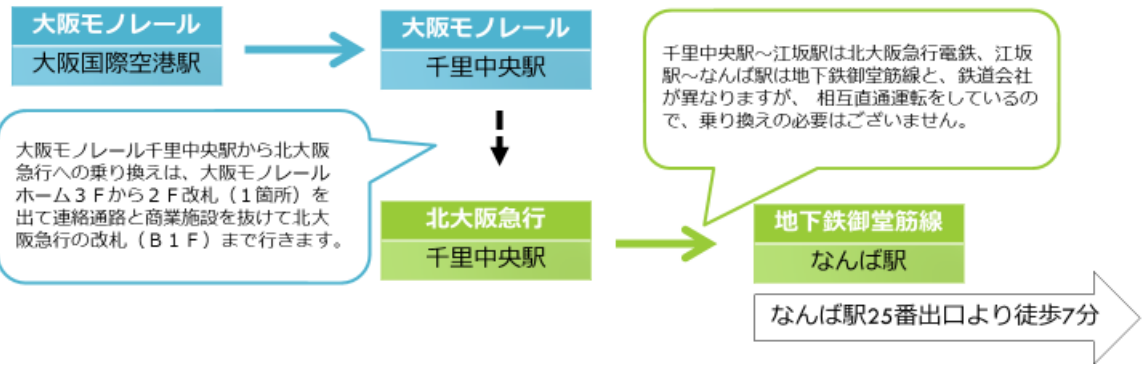 大阪モノレール
大阪国際空港駅
大阪モノレール
千里中央駅
千里中央駅～江坂駅は北大阪急行電鉄、江坂
駅～なんば駅は地下鉄御堂筋線と、鉄道会社
が異なりますが、 相互直通運転をしているの
で、乗り換えの必要はございません。
大阪モノレール千里中央駅から北大阪
急行への乗り換えは、大阪モノレール
ホーム３Ｆから２Ｆ改札（１箇所）を
出て連絡通路と商業施設を抜けて北大
阪急行の改札（Ｂ１Ｆ）まで行きます。
北大阪急行
千里中央駅
地下鉄御堂筋線
なんば駅
なんば駅25番出口より徒歩7分